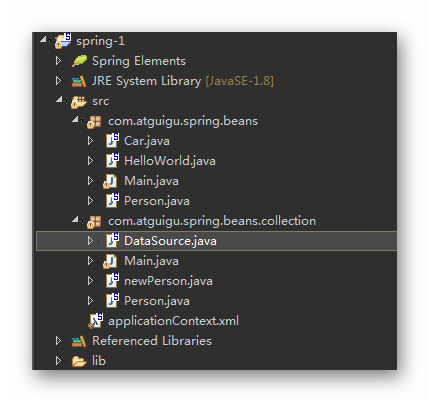 spring-1
Spring Elements
JRE System Library [JavaSE-1.8]
src
com.atguigu.spring.beans
Car.java
HelloWorld.java
Main.java
Person.java
com.atguigu.spring.beans.collection
DataSource.java
Main.java
newPerson.java
Person.java
applicationContext.xml
Referenced Libraries
lib